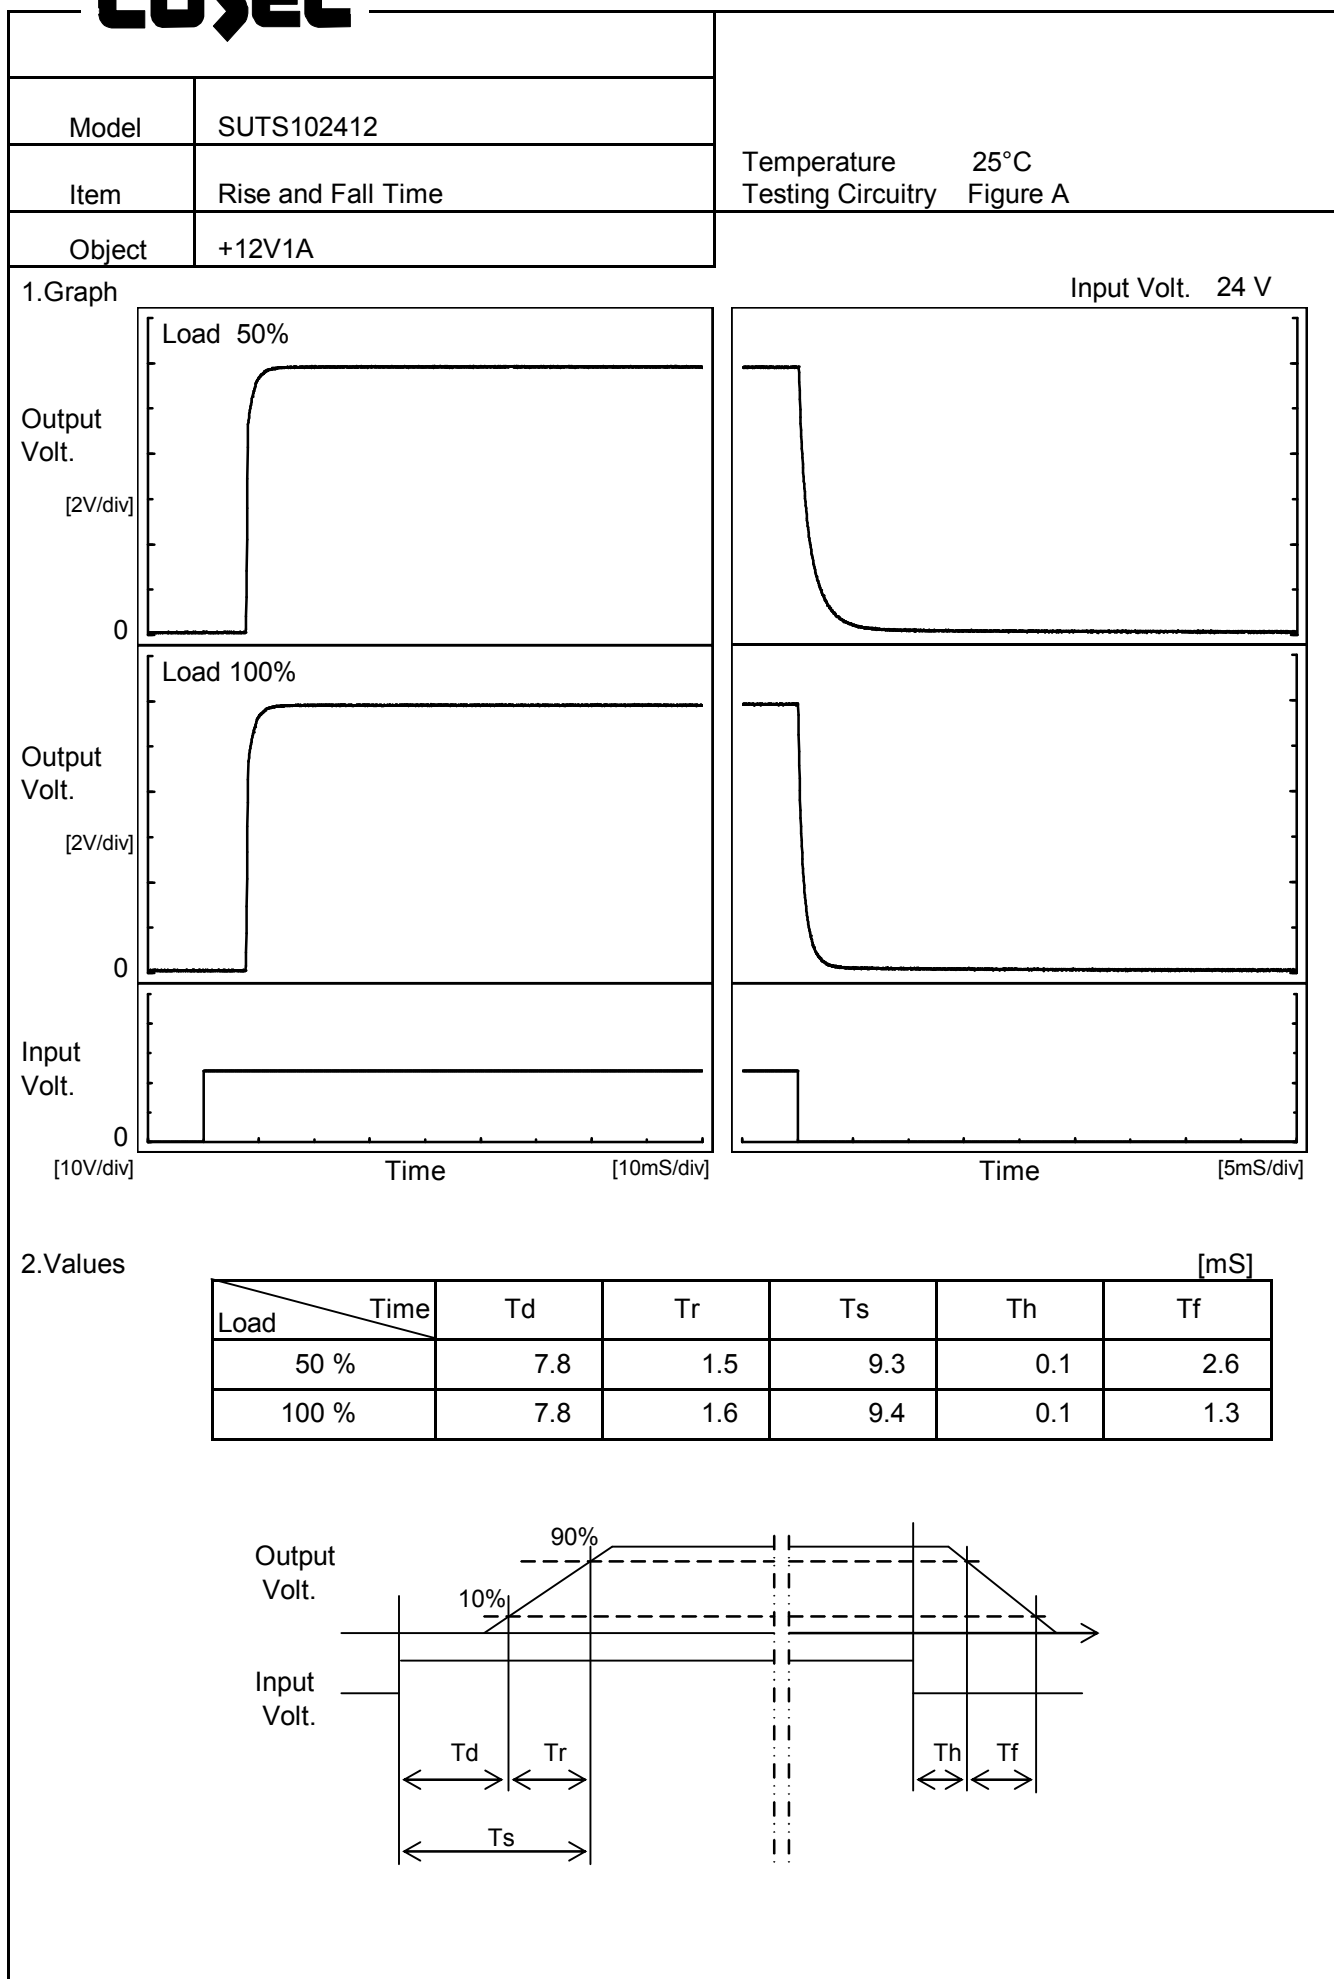 COSEL
Model SUTS102412
Item Rise and Fall Time
Object +12V1A
Temperature 25°C
Testing Circuitry Figure A
1.Graph
Input Volt. 24 V
Load 50%
Output
Volt.
[2V/div]
0
Load 100%
Output
Volt.
[2V/div]
0
Input
Volt.
0
[10V/div] Time [10mS/div] Time [5mS/div]
2.Values [mS]
Load Time Td Tr Ts Th Tf
50 % 7.8 1.5 9.3 0.1 2.6
100 % 7.8 1.6 9.4 0.1 1.3
Output
Volt.
90%
10%
Input
Volt.
Td Tr Th Tf
Ts